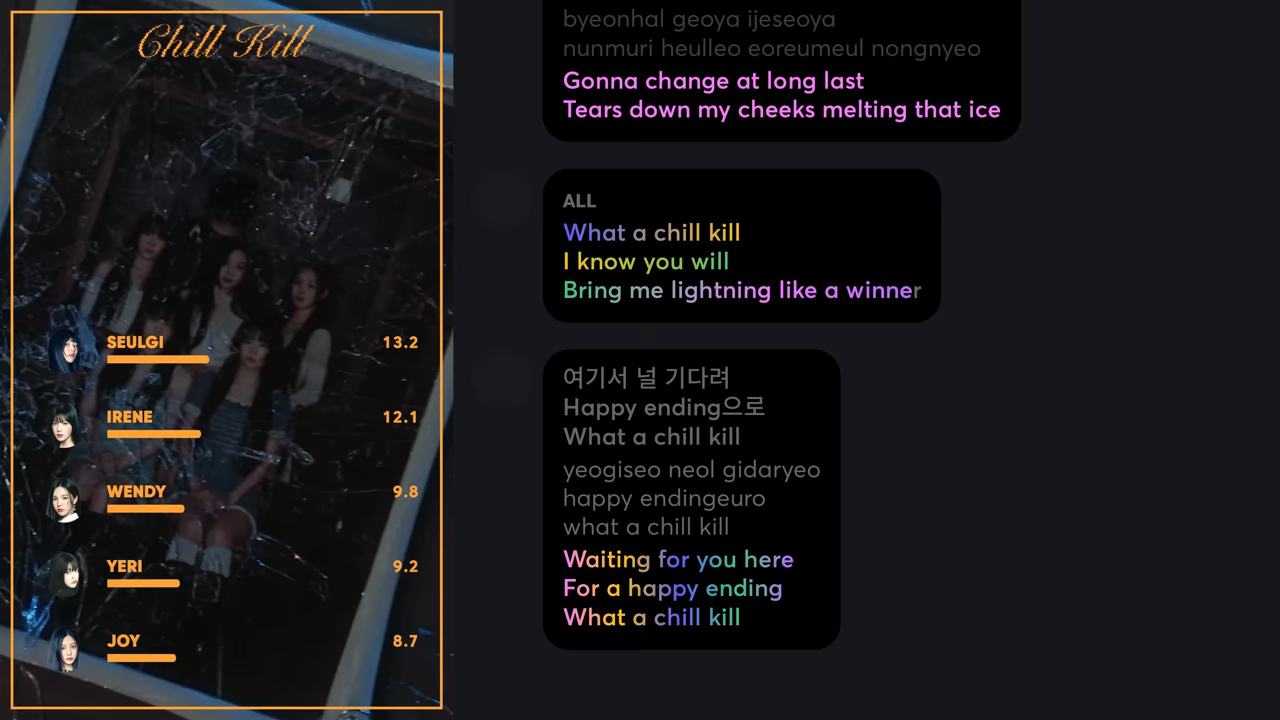 Chill Kill
SEULGI 13.2
IRENE 12.1
WENDY 9.8
YERI 9.2
JOY 8.7
byeonhal geoya ijeseoya
nunmuri heulleo eoreumeul nongnyeo
Gonna change at long last
Tears down my cheeks melting that ice
ALL
What a chill kill
I know you will
Bring me lightning like a winner
여기서 널 기다려
Happy ending으로
What a chill kill
yeogiseo neol gidaryeo
happy endingeuro
what a chill kill
Waiting for you here
For a happy ending
What a chill kill